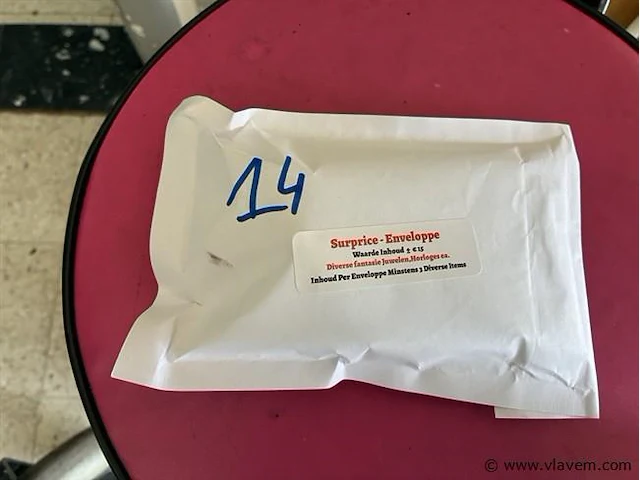 14
Surprice - Enveloppe
Waarde Inhoud ± €15
Diverse fantasie Juwelen,Horloges ea.
Inhoud Per Enveloppe Minstens 3 Diverse Items
© www.vlavem.com